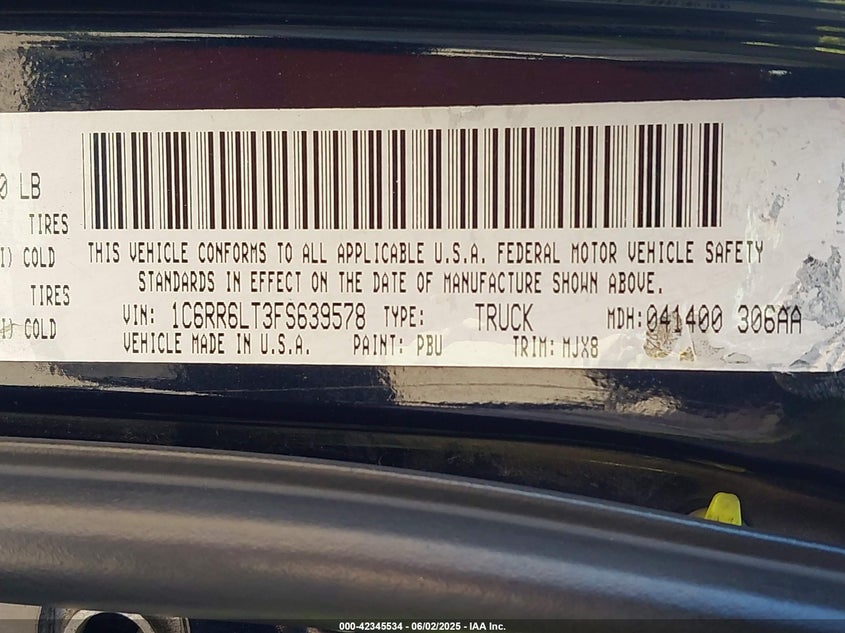 0 LB
TIRES
I) COLD
TIRES
I) COLD
THIS VEHICLE CONFORMS TO ALL APPLICABLE U.S.A. FEDERAL MOTOR VEHICLE SAFETY
STANDARDS IN EFFECT ON THE DATE OF MANUFACTURE SHOWN ABOVE.
VIN: 1C6RR6LT3FS639578 TYPE: TRUCK MDH:041400 306AA
VEHICLE MADE IN U.S.A. PAINT: PBU TRIM: MJX8
000-42345534 - 06/02/2025 - IAA Inc.